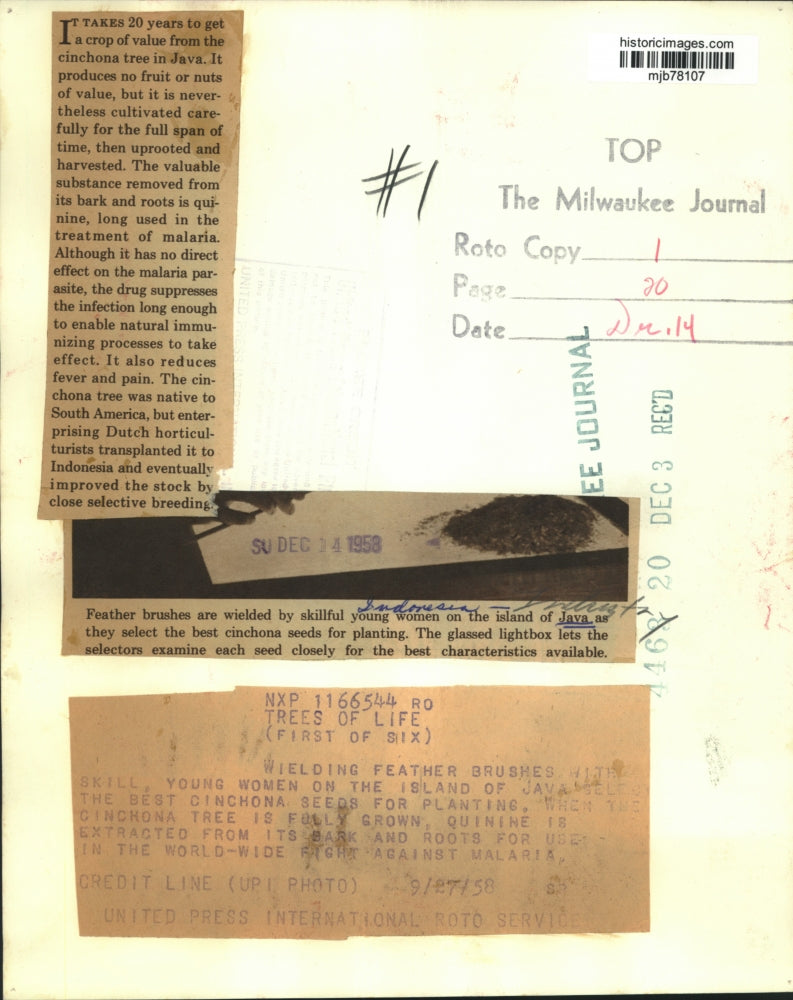 IT TAKES 20 years to get
a crop of value from the
cinchona tree in Java. It
produces no fruit or nuts
of value, but it is never-
theless cultivated care-
fully for the full span of
time, then uprooted and
harvested. The valuable
substance removed from
its bark and roots is qui-
nine, long used in the
treatment of malaria.
Although it has no direct
effect on the malaria par-
asite, the drug suppresses
the infection long enough
to enable natural immu-
nizing processes to take
effect. It also reduces
fever and pain. The cin-
chona tree was native to
South America, but enter-
prising Dutch horticul-
turists transplanted it to
Indonesia and eventually
improved the stock by
close selective breeding.
historicimages.com
mjb78107
#1
TOP
The Milwaukee Journal
Roto Copy 1
Page 20
Date Dec. 14
EE JOURNAL
4468 20 DEC 3 REC'D
SU DEC 14 1958
Indonesia - Industry
Feather brushes are wielded by skillful young women on the island of Java as
they select the best cinchona seeds for planting. The glassed lightbox lets the
selectors examine each seed closely for the best characteristics available.
NXP 1166544 RO
TREES OF LIFE
(FIRST OF SIX)
WIELDING FEATHER BRUSHES WITH
SKILL, YOUNG WOMEN ON THE ISLAND OF JAVA SELE
THE BEST CINCHONA SEEDS FOR PLANTING. WHEN THE
CINCHONA TREE IS FULLY GROWN, QUININE IS
EXTRACTED FROM ITS BARK AND ROOTS FOR USE
IN THE WORLD-WIDE FIGHT AGAINST MALARIA.
CREDIT LINE (UPI PHOTO) 9/27/58
UNITED PRESS INTERNATIONAL ROTO SERVICE